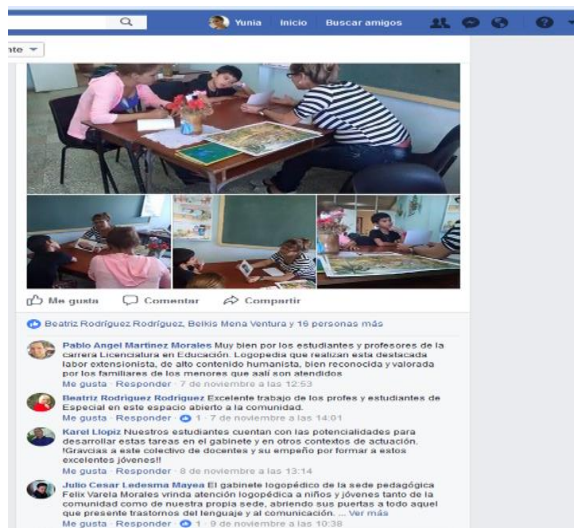 Yunia Inicio Buscar amigos
nto
Me gusta Comentar Compartir
Beatriz Rodríguez Rodríguez, Belkis Mena Ventura y 16 personas más
Pablo Angel Martinez Morales Muy bien por los estudiantes y profesores de la
carrera Licenciatura en Educación. Logopedia que realizan esta destacada
labor extensionista, de alto contenido humanista, bien reconocida y valorada
por los familiares de los menores que aalí son atendidos
Me gusta · Responder · 7 de noviembre a las 12:53
Beatriz Rodríguez Rodríguez Excelente trabajo de los profes y estudiantes de
Especial en este espacio abierto a la comunidad.
Me gusta · Responder · 1 · 7 de noviembre a las 14:01
Karel Llopiz Nuestros estudiantes cuentan con las potencialidades para
desarrollar estas tareas en el gabinete y en otros contextos de actuación.
!Gravcias a este colectivo de docentes y su empeño por formar a estos
excelentes jóvenes!!
Me gusta · Responder · 8 de noviembre a las 13:14
Julio Cesar Ledesma Mayea El gabinete logopédico de la sede pedagógica
Felix Varela Morales vrinda atención logopédica a niños y jóvenes tanto de la
comunidad como de nuestra propia sede, abriendo sus puertas a todo aquel
que presente trastornos del lenguaje y al comunicación. ... Ver más
Me gusta · Responder · 1 · 9 de noviembre a las 10:38